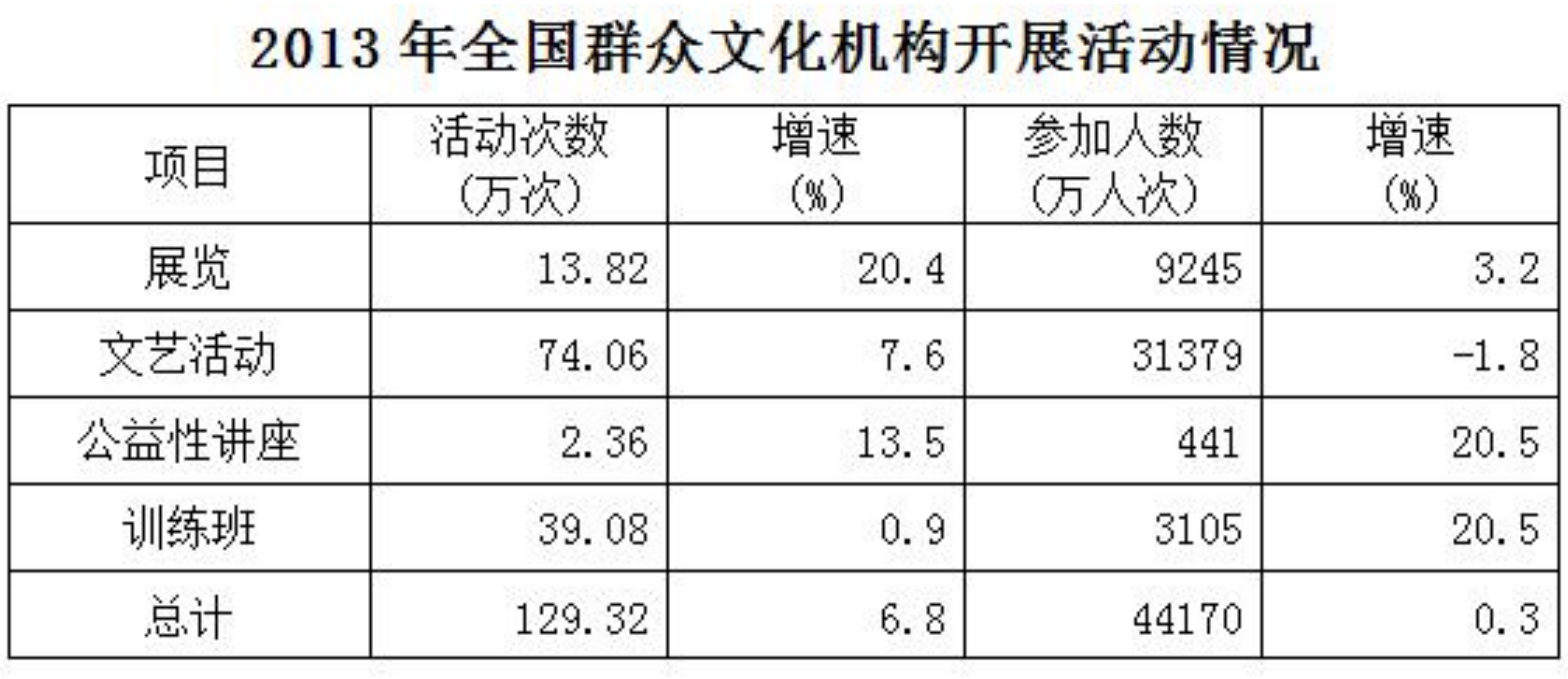 2013年全国群众文化机构开展活动情况
项目 活动次数(万次) 增速(%) 参加人数(万人次) 增速(%)
展览 13.82 20.4 9245 3.2
文艺活动 74.06 7.6 31379 -1.8
公益性讲座 2.36 13.5 441 20.5
训练班 39.08 0.9 3105 20.5
总计 129.32 6.8 44170 0.3